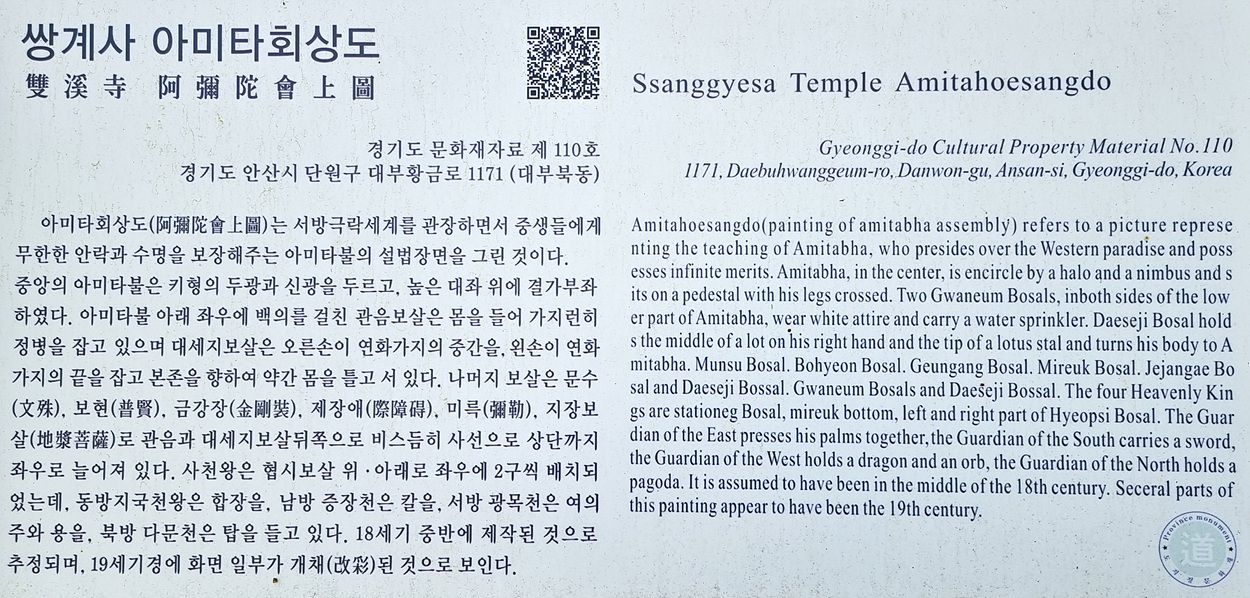 쌍계사 아미타회상도
雙溪寺 阿彌陀會上圖
경기도 문화재자료 제 110호
경기도 안산시 단원구 대부황금로 1171 (대부북동)
아미타회상도(阿彌陀會上圖)는 서방극락세계를 관장하면서 중생들에게
무한한 안락과 수명을 보장해주는 아미타불의 설법장면을 그린 것이다.
중앙의 아미타불은 키형의 두광과 신광을 두르고, 높은 대좌 위에 결가부좌
하였다. 아미타불 아래 좌우에 백의를 걸친 관음보살은 몸을 들어 가지런히
정병을 잡고 있으며 대세지보살은 오른손이 연화가지의 중간을, 왼손이 연화
가지의 끝을 잡고 본존을 향하여 약간 몸을 틀고 서 있다. 나머지 보살은 문수
(文殊), 보현(普賢), 금강장(金剛裝), 제장애(際障碍), 미륵(彌勒), 지장보
살(地漿菩薩)로 관음과 대세지보살뒤쪽으로 비스듬히 사선으로 상단까지
좌우로 늘어져 있다. 사천왕은 협시보살 위·아래로 좌우에 2구씩 배치되
었는데, 동방지국천왕은 합장을, 남방 증장천은 칼을, 서방 광목천은 여의
주와 용을, 북방 다문천은 탑을 들고 있다. 18세기 중반에 제작된 것으로
추정되며, 19세기경에 화면 일부가 개채(改彩)된 것으로 보인다.
Ssanggyesa Temple Amitahoesangdo
Gyeonggi-do Cultural Property Material No.110
1171, Daebuhwanggeum-ro, Danwon-gu, Ansan-si, Gyeonggi-do, Korea
Amitahoesangdo(painting of amitabha assembly) refers to a picture represe
nting the teaching of Amitabha, who presides over the Western paradise and poss
esses infinite merits. Amitabha, in the center, is encircle by a halo and a nimbus and s
its on a pedestal with his legs crossed. Two Gwaneum Bosals, inboth sides of the low
er part of Amitabha, wear white attire and carry a water sprinkler. Daeseji Bosal hold
s the middle of a lot on his right hand and the tip of a lotus stal and turns his body to A
mitabha. Munsu Bosal. Bohyeon Bosal. Geungang Bosal. Mireuk Bosal. Jejangae Bo
sal and Daeseji Bossal. Gwaneum Bosals and Daeseji Bossal. The four Heavenly Kin
gs are stationeg Bosal, mireuk bottom, left and right part of Hyeopsi Bosal. The Guar
dian of the East presses his palms together, the Guardian of the South carries a sword,
the Guardian of the West holds a dragon and an orb, the Guardian of the North holds a
pagoda. It is assumed to have been in the middle of the 18th century. Seceral parts of
this painting appear to have been the 19th century.
Province monument
道